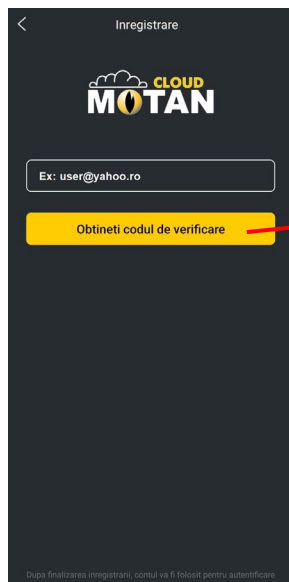 Inregistrare
CLOUD
MOTAN
Ex: user@yahoo.ro
Obtineti codul de verificare
Dupa finalizarea inregistrarii, contul va fi folosit pentru autentificare